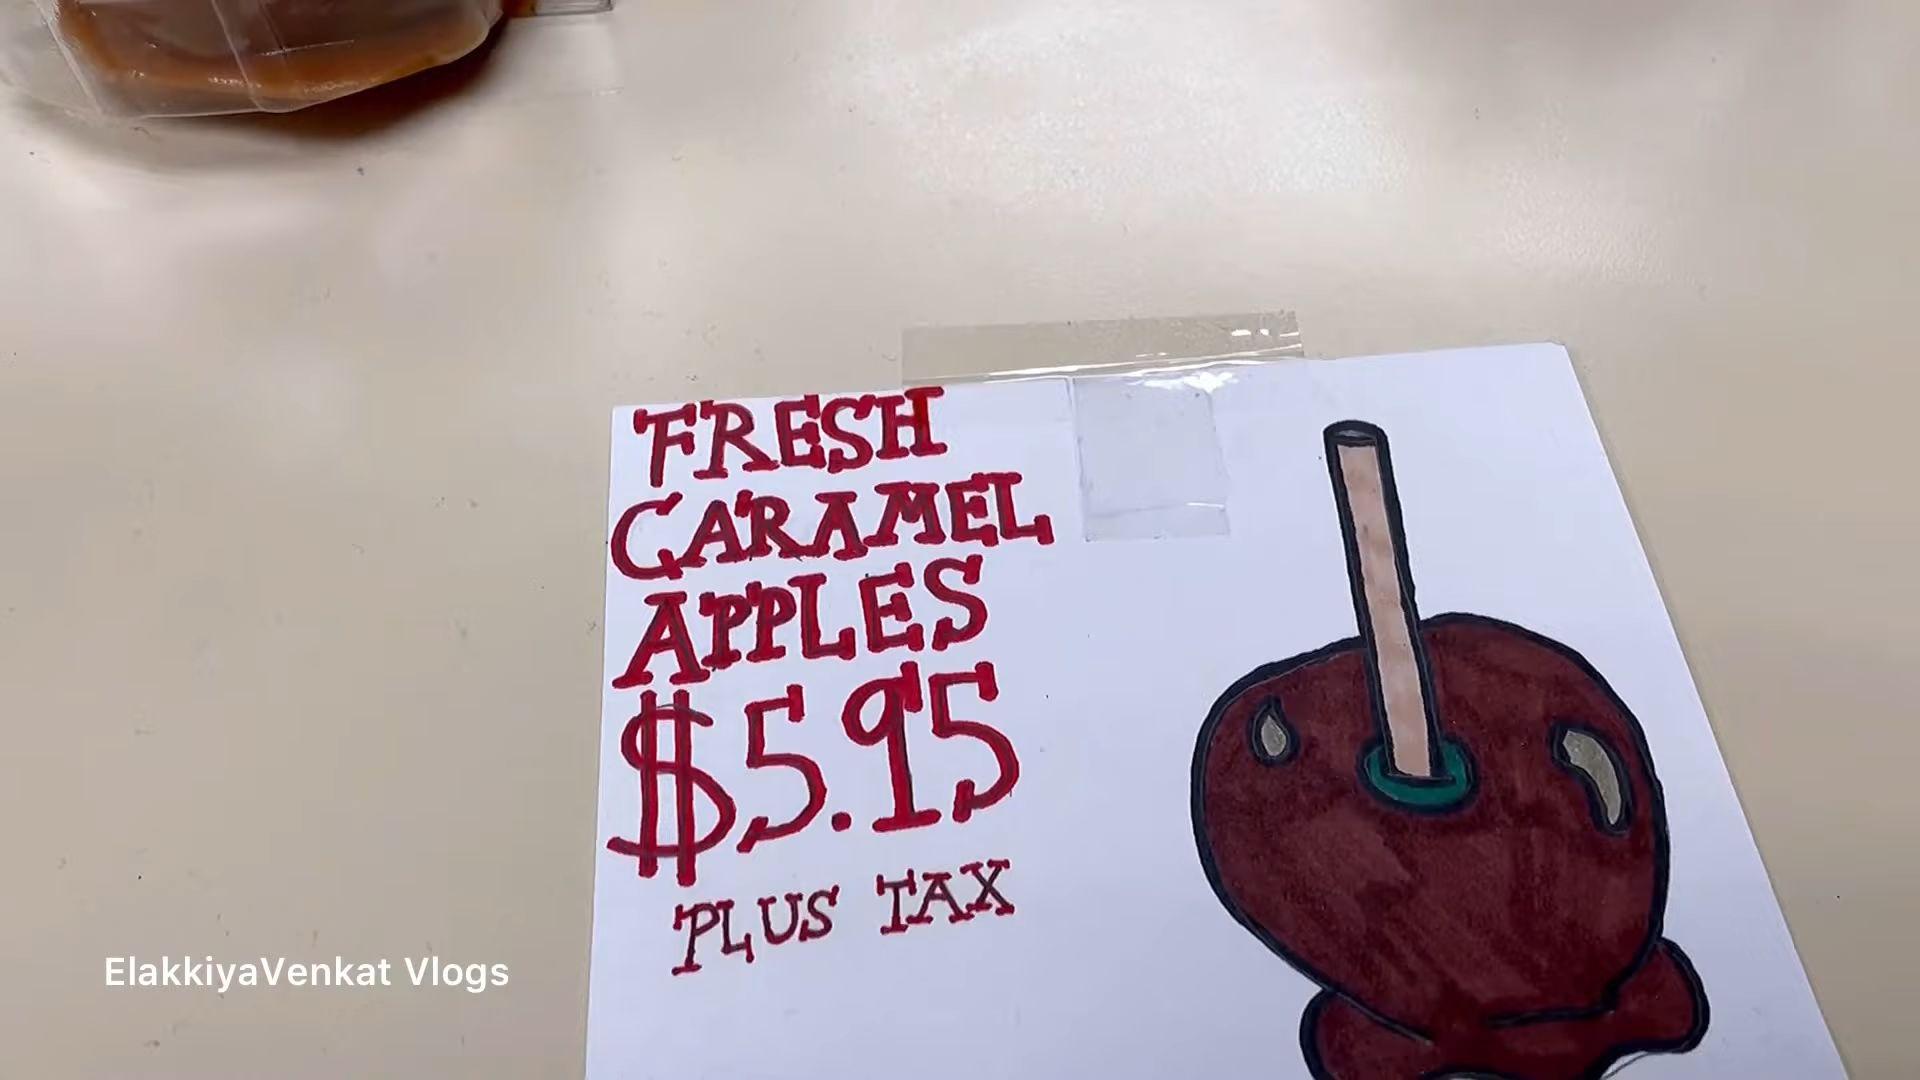 FRESH
CARAMEL
APPLES
$5.95
PLUS TAX
ElakkiyaVenkat Vlogs